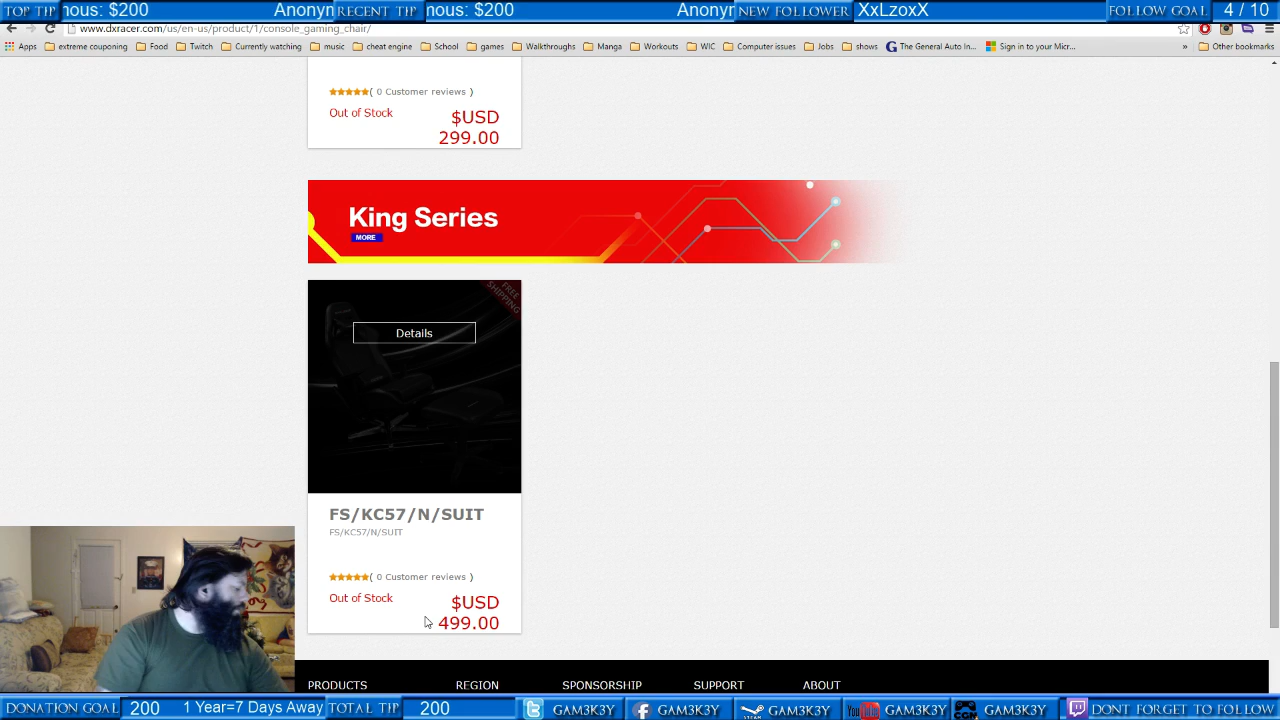 TOP TIP nous: $200 Anonyn RECENT TIP nous: $200 Anonyr NEW FOLLOWER XxLzoxX FOLLOW GOAL 4 / 10
www.dxracer.com/us/en-us/product/1/console_gaming_chair/
Apps extreme couponing Food Twitch Currently watching music cheat engine School games Walkthroughs Manga Workouts WIC Computer issues Jobs shows The General Auto In... Sign in to your Micr... » Other bookmarks
( 0 Customer reviews )
Out of Stock $USD
299.00
King Series
MORE
FREE
SHIPPING
Details
FS/KC57/N/SUIT
FS/KC57/N/SUIT
( 0 Customer reviews )
Out of Stock $USD
499.00
PRODUCTS REGION SPONSORSHIP SUPPORT ABOUT
DONATION GOAL 200 1 Year=7 Days Away TOTAL TIP 200 GAM3K3Y GAM3K3Y STEAM GAM3K3Y YouTube GAM3K3Y GAM3K3Y DONT FORGET TO FOLLOW